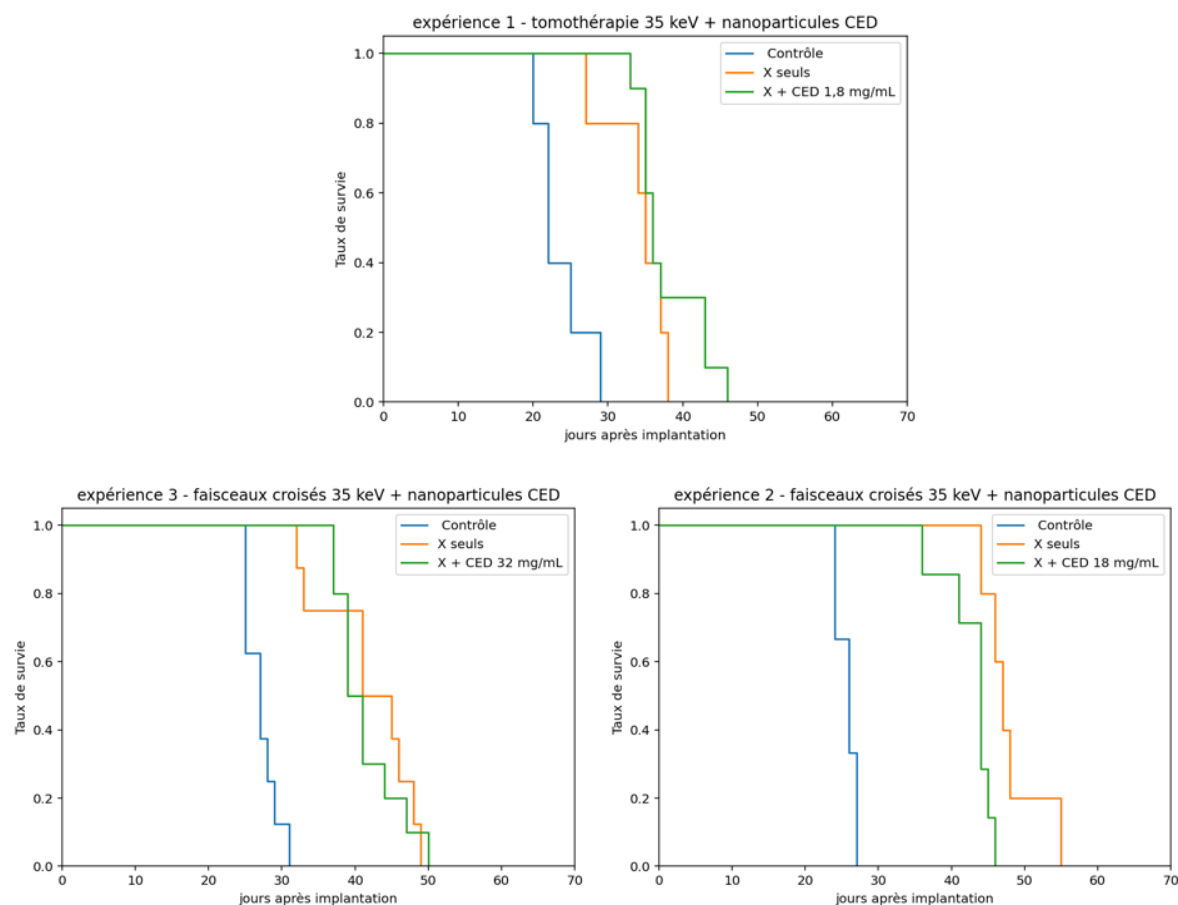 expérience 1 - tomothérapie 35 keV + nanoparticules CED
Contrôle
X seuls
X + CED 1,8 mg/mL
Taux de survie
1.0
0.8
0.6
0.4
0.2
0.0
0 10 20 30 40 50 60 70
jours après implantation
expérience 3 - faisceaux croisés 35 keV + nanoparticules CED
Contrôle
X seuls
X + CED 32 mg/mL
Taux de survie
1.0
0.8
0.6
0.4
0.2
0.0
0 10 20 30 40 50 60 70
jours après implantation
expérience 2 - faisceaux croisés 35 keV + nanoparticules CED
Contrôle
X seuls
X + CED 18 mg/mL
Taux de survie
1.0
0.8
0.6
0.4
0.2
0.0
0 10 20 30 40 50 60 70
jours après implantation